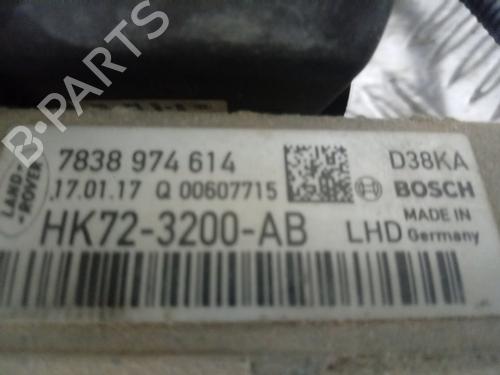 B-PARTS
7838 974 614
D38KA
17.01.17 Q 00607715
BOSCH
LAND-
-ROVER
HK72-3200-AB
LHD
MADE IN
Germany